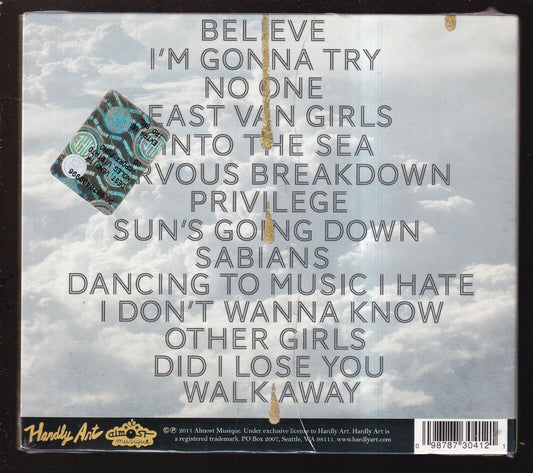 BELIEVE
I'M GONNA TRY
NO ONE
EAST VAN GIRLS
INTO THE SEA
RVOUS BREAKDOWN
PRIVILEGE
SUN'S GOING DOWN
SABIANS
DANCING TO MUSIC I HATE
I DON'T WANNA KNOW
OTHER GIRLS
DID I LOSE YOU
WALK AWAY
Hardly Art
almost
musique
©℗ 2011 Almost Musique. Under exclusive license to Hardly Art. Hardly Art is
a registered trademark. PO Box 2007, Seattle, WA 98111. www.hardlyart.com
0 98787 30412 1